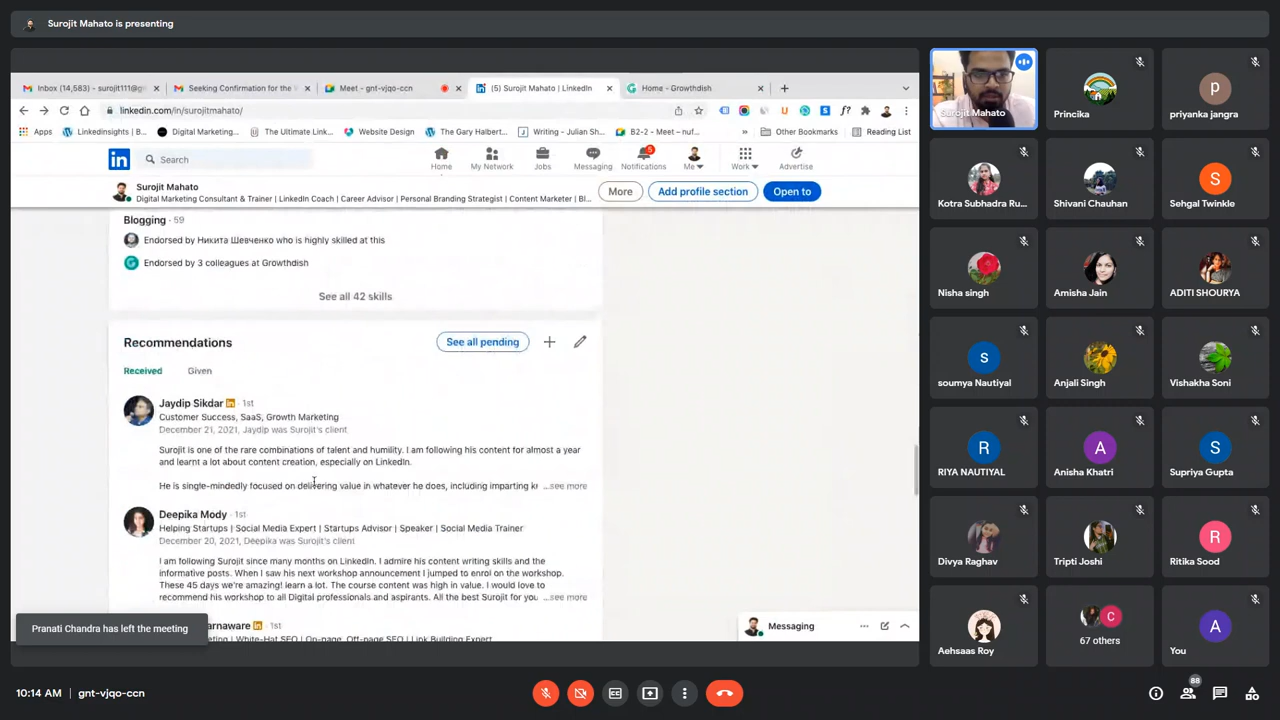 Surojit Mahato is presenting
Inbox (14,583) - surojit111@g
Seeking Confirmation for the
Meet - gnt-vjqo-ccn
(5) Surojit Mahato | LinkedIn
Home - Growthdish
linkedin.com/in/surojitmahato/
Apps
LinkedInsights | B...
Digital Marketing...
The Ultimate Link...
Website Design
The Gary Halbert...
Writing - Julian Sh...
B2-2 - Meet – nuf...
»
Other Bookmarks
Reading List
Search
Home
My Network
Jobs
Messaging
5
Notifications
Me
Work
Advertise
Surojit Mahato
Digital Marketing Consultant & Trainer | LinkedIn Coach | Career Advisor | Personal Branding Strategist | Content Marketer | Bl...
More
Add profile section
Open to
Blogging · 59
Endorsed by Никита Шевченко who is highly skilled at this
Endorsed by 3 colleagues at Growthdish
See all 42 skills
Recommendations
See all pending
Received
Given
Jaydip Sikdar in · 1st
Customer Success, SaaS, Growth Marketing
December 21, 2021, Jaydip was Surojit's client
Surojit is one of the rare combinations of talent and humility. I am following his content for almost a year
and learnt a lot about content creation, especially on LinkedIn.
He is single-mindedly focused on delivering value in whatever he does, including imparting kn ...see more
Deepika Mody · 1st
Helping Startups | Social Media Expert | Startups Advisor | Speaker | Social Media Trainer
December 20, 2021, Deepika was Surojit's client
I am following Surojit since many months on LinkedIn. I admire his content writing skills and the
informative posts. When I saw his next workshop announcement I jumped to enrol on the workshop.
These 45 days we're amazing! learn a lot. The course content was high in value. I would love to
recommend his workshop to all Digital professionals and aspirants. All the best Surojit for you ...see more
arnaware in · 1st
eting | White-Hat SEO | On-page, Off-page SEO | Link Building Expert
Messaging
Pranati Chandra has left the meeting
Surojit Mahato
Princika
p
priyanka jangra
Kotra Subhadra Ru...
Shivani Chauhan
S
Sehgal Twinkle
Nisha singh
Amisha Jain
ADITI SHOURYA
S
soumya Nautiyal
Anjali Singh
Vishakha Soni
R
RIYA NAUTIYAL
A
Anisha Khatri
S
Supriya Gupta
Divya Raghav
Tripti Joshi
R
Ritika Sood
Aehsaas Roy
C
67 others
A
You
10:14 AM | gnt-vjqo-ccn
88